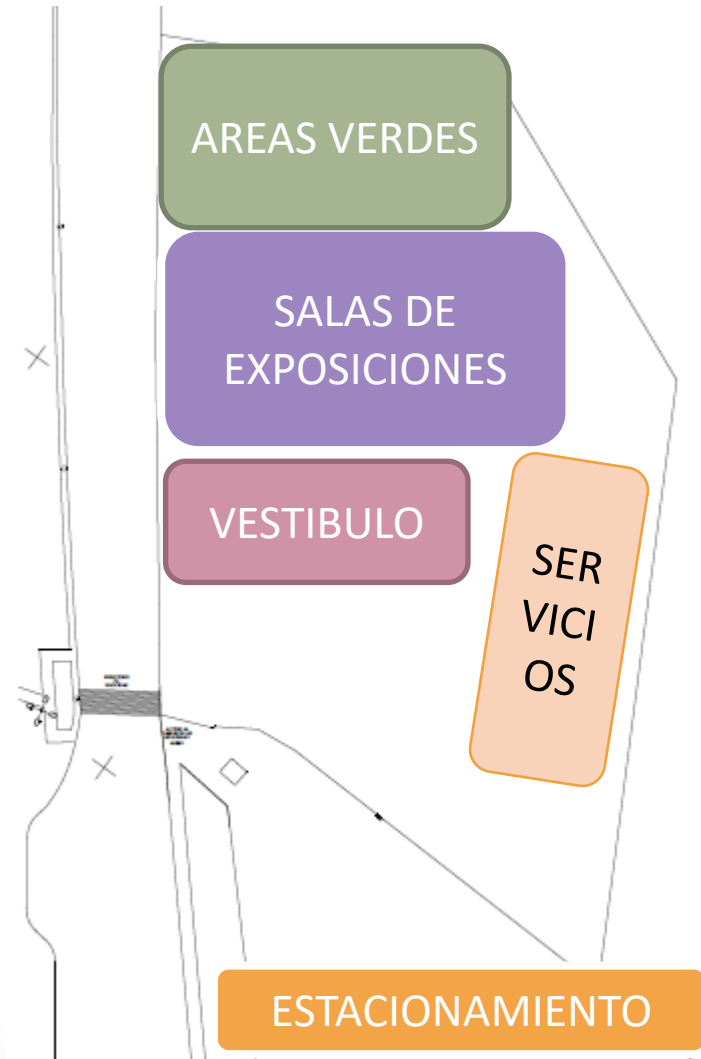 AREAS VERDES
SALAS DE
EXPOSICIONES
VESTIBULO
SER
VICI
OS
ESTACIONAMIENTO